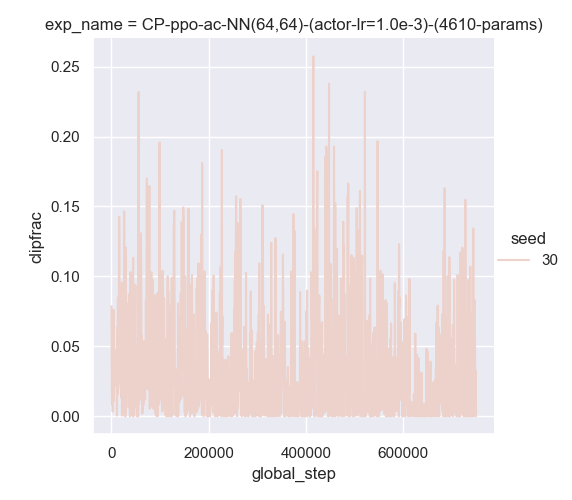 exp_name = CP-ppo-ac-NN(64,64)-(actor-lr=1.0e-3)-(4610-params)
0.25
0.20
0.15
0.10
0.05
0.00
clipfrac
seed
30
0
200000
400000
600000
global_step